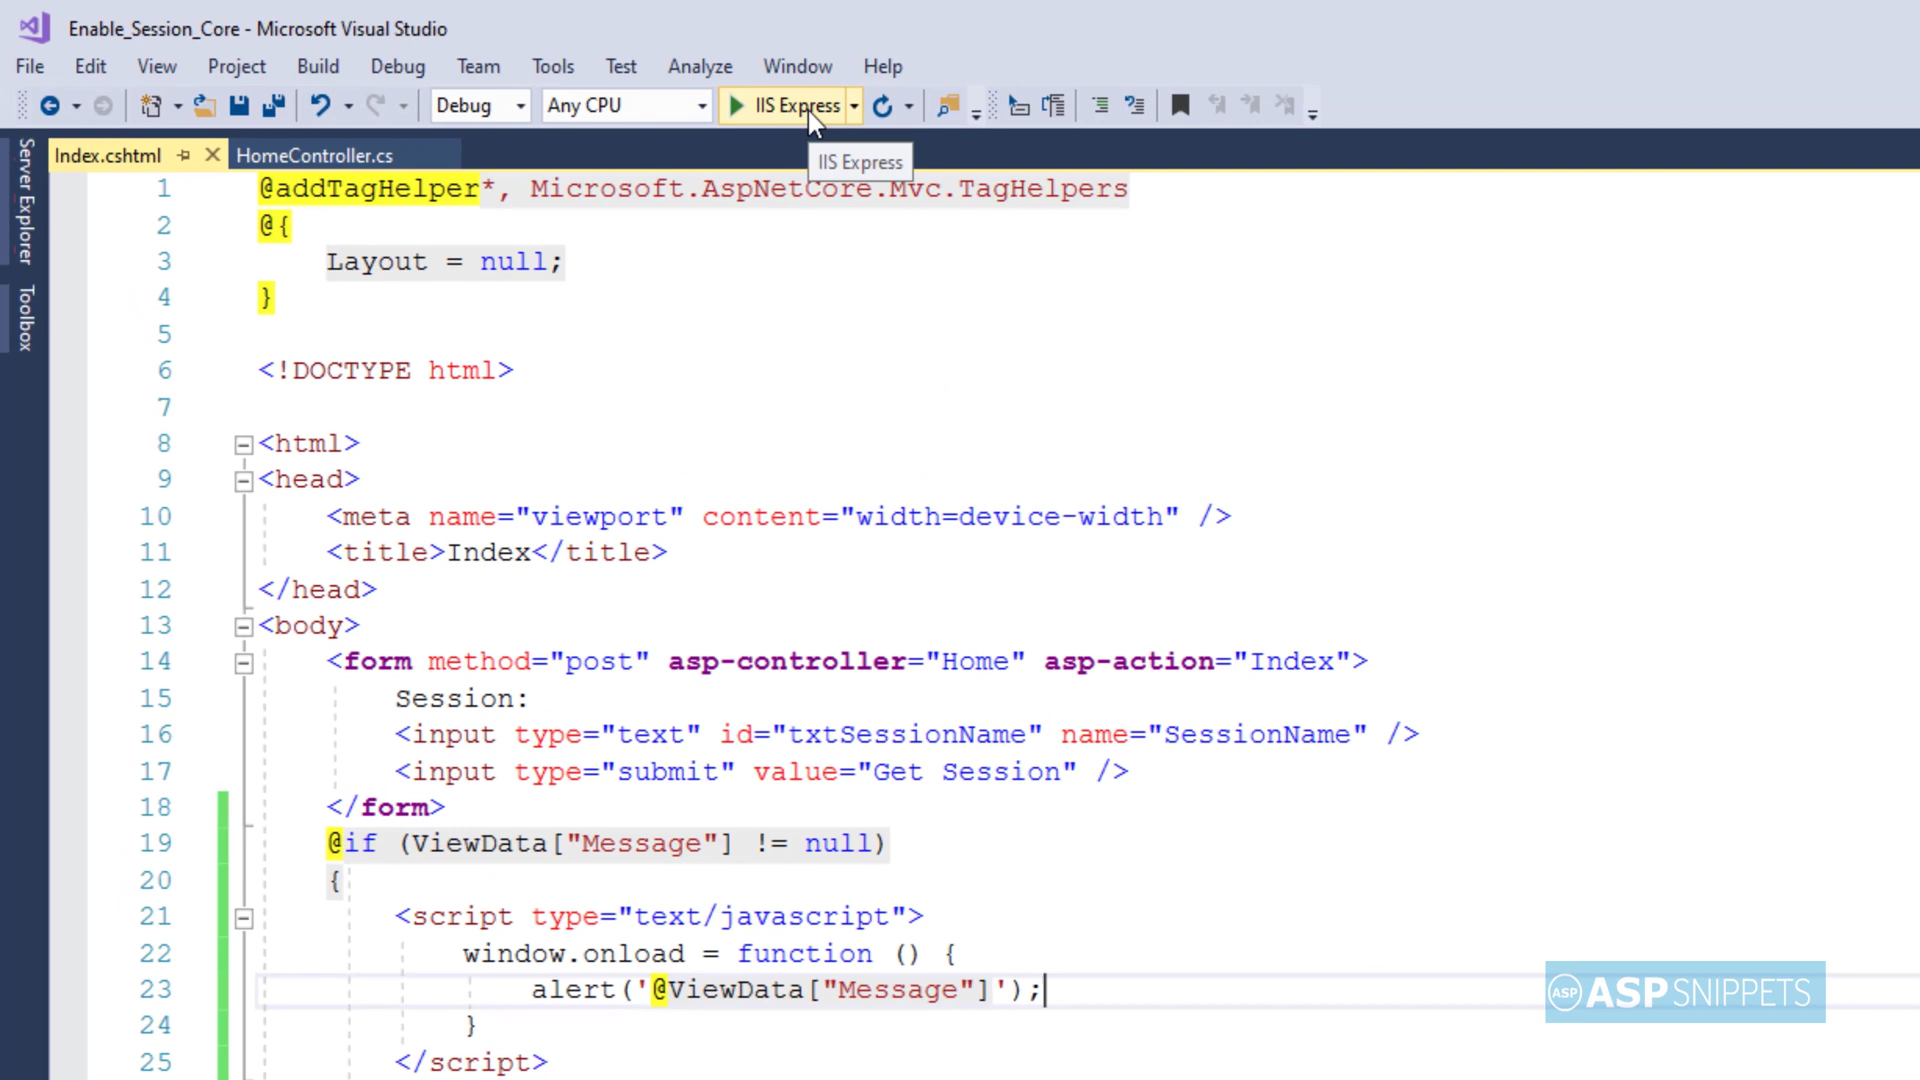 Enable_Session_Core - Microsoft Visual Studio
File Edit View Project Build Debug Team Tools Test Analyze Window Help
Debug Any CPU IIS Express
Index.cshtml HomeController.cs
IIS Express
Server Explorer
Toolbox
1 @addTagHelper*, Microsoft.AspNetCore.Mvc.TagHelpers
2 @{
3 Layout = null;
4 }
5
6 <!DOCTYPE html>
7
8 <html>
9 <head>
10 <meta name="viewport" content="width=device-width" />
11 <title>Index</title>
12 </head>
13 <body>
14 <form method="post" asp-controller="Home" asp-action="Index">
15 Session:
16 <input type="text" id="txtSessionName" name="SessionName" />
17 <input type="submit" value="Get Session" />
18 </form>
19 @if (ViewData["Message"] != null)
20 {
21 <script type="text/javascript">
22 window.onload = function () {
23 alert('@ViewData["Message"]');
24 }
25 </script>
ASP ASPSNIPPETS